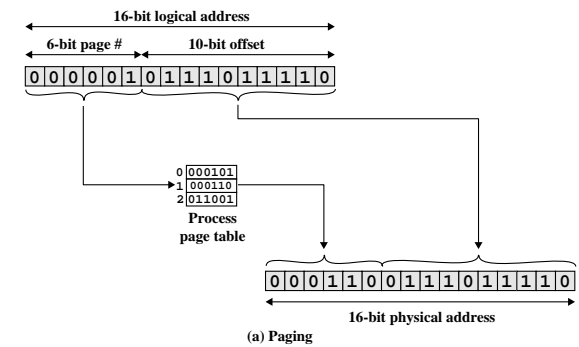 16-bit logical address
6-bit page # 10-bit offset
0 0 0 0 0 1 0 1 1 1 0 1 1 1 1 0
0 000101
1 000110
2 011001
Process
page table
0 0 0 1 1 0 0 1 1 1 0 1 1 1 1 0
16-bit physical address
(a) Paging